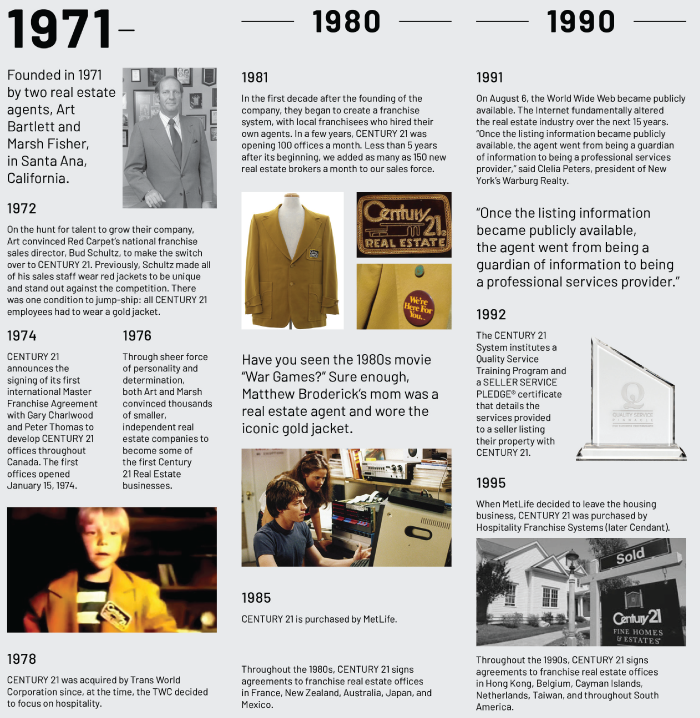 1971
Founded in 1971
by two real estate
agents, Art
Bartlett and
Marsh Fisher,
in Santa Ana,
California.
1972
On the hunt for talent to grow their company,
Art convinced Red Carpet's national franchise
sales director, Bud Schultz, to make the switch
over to CENTURY 21. Previously, Schultz made all
of his sales staff wear red jackets to be unique
and stand out against the competition. There
was one condition to jump-ship: all CENTURY 21
employees had to wear a gold jacket.
1974
CENTURY 21
announces the
signing of its first
international Master
Franchise Agreement
with Gary Charlwood
and Peter Thomas to
develop CENTURY 21
offices throughout
Canada. The first
offices opened
January 15, 1974.
1976
Through sheer force
of personality and
determination,
both Art and Marsh
convinced thousands
of smaller,
independent real
estate companies to
become some of
the first Century
21 Real Estate
businesses.
1978
CENTURY 21 was acquired by Trans World
Corporation since, at the time, the TWC decided
to focus on hospitality.
1980
1981
In the first decade after the founding of the
company, they began to create a franchise
system, with local franchisees who hired their
own agents. In a few years, CENTURY 21 was
opening 100 offices a month. Less than 5 years
after its beginning, we added as many as 150 new
real estate brokers a month to our sales force.
Century
21
REAL ESTATE
We're
Here For
You..
Have you seen the 1980s movie
"War Games?" Sure enough,
Matthew Broderick's mom was a
real estate agent and wore the
iconic gold jacket.
1985
CENTURY 21 is purchased by MetLife.
Throughout the 1980s, CENTURY 21 signs
agreements to franchise real estate offices
in France, New Zealand, Australia, Japan, and
Mexico.
1990
1991
On August 6, the World Wide Web became publicly
available. The Internet fundamentally altered
the real estate industry over the next 15 years.
"Once the listing information became publicly
available, the agent went from being a guardian
of information to being a professional services
provider," said Clelia Peters, president of New
York's Warburg Realty.
"Once the listing information
became publicly available,
the agent went from being a
guardian of information to being
a professional services provider."
1992
The CENTURY 21
System institutes a
Quality Service
Training Program and
a SELLER SERVICE
PLEDGE® certificate
that details the
services provided
to a seller listing
their property with
CENTURY 21.
QUALITY SERVICE
1995
When MetLife decided to leave the housing
business, CENTURY 21 was purchased by
Hospitality Franchise Systems (later Cendant).
Sold
Century 21
FINE HOMES
& ESTATES
Throughout the 1990s, CENTURY 21 signs
agreements to franchise real estate offices
in Hong Kong, Belgium, Cayman Islands,
Netherlands, Taiwan, and throughout South
America.